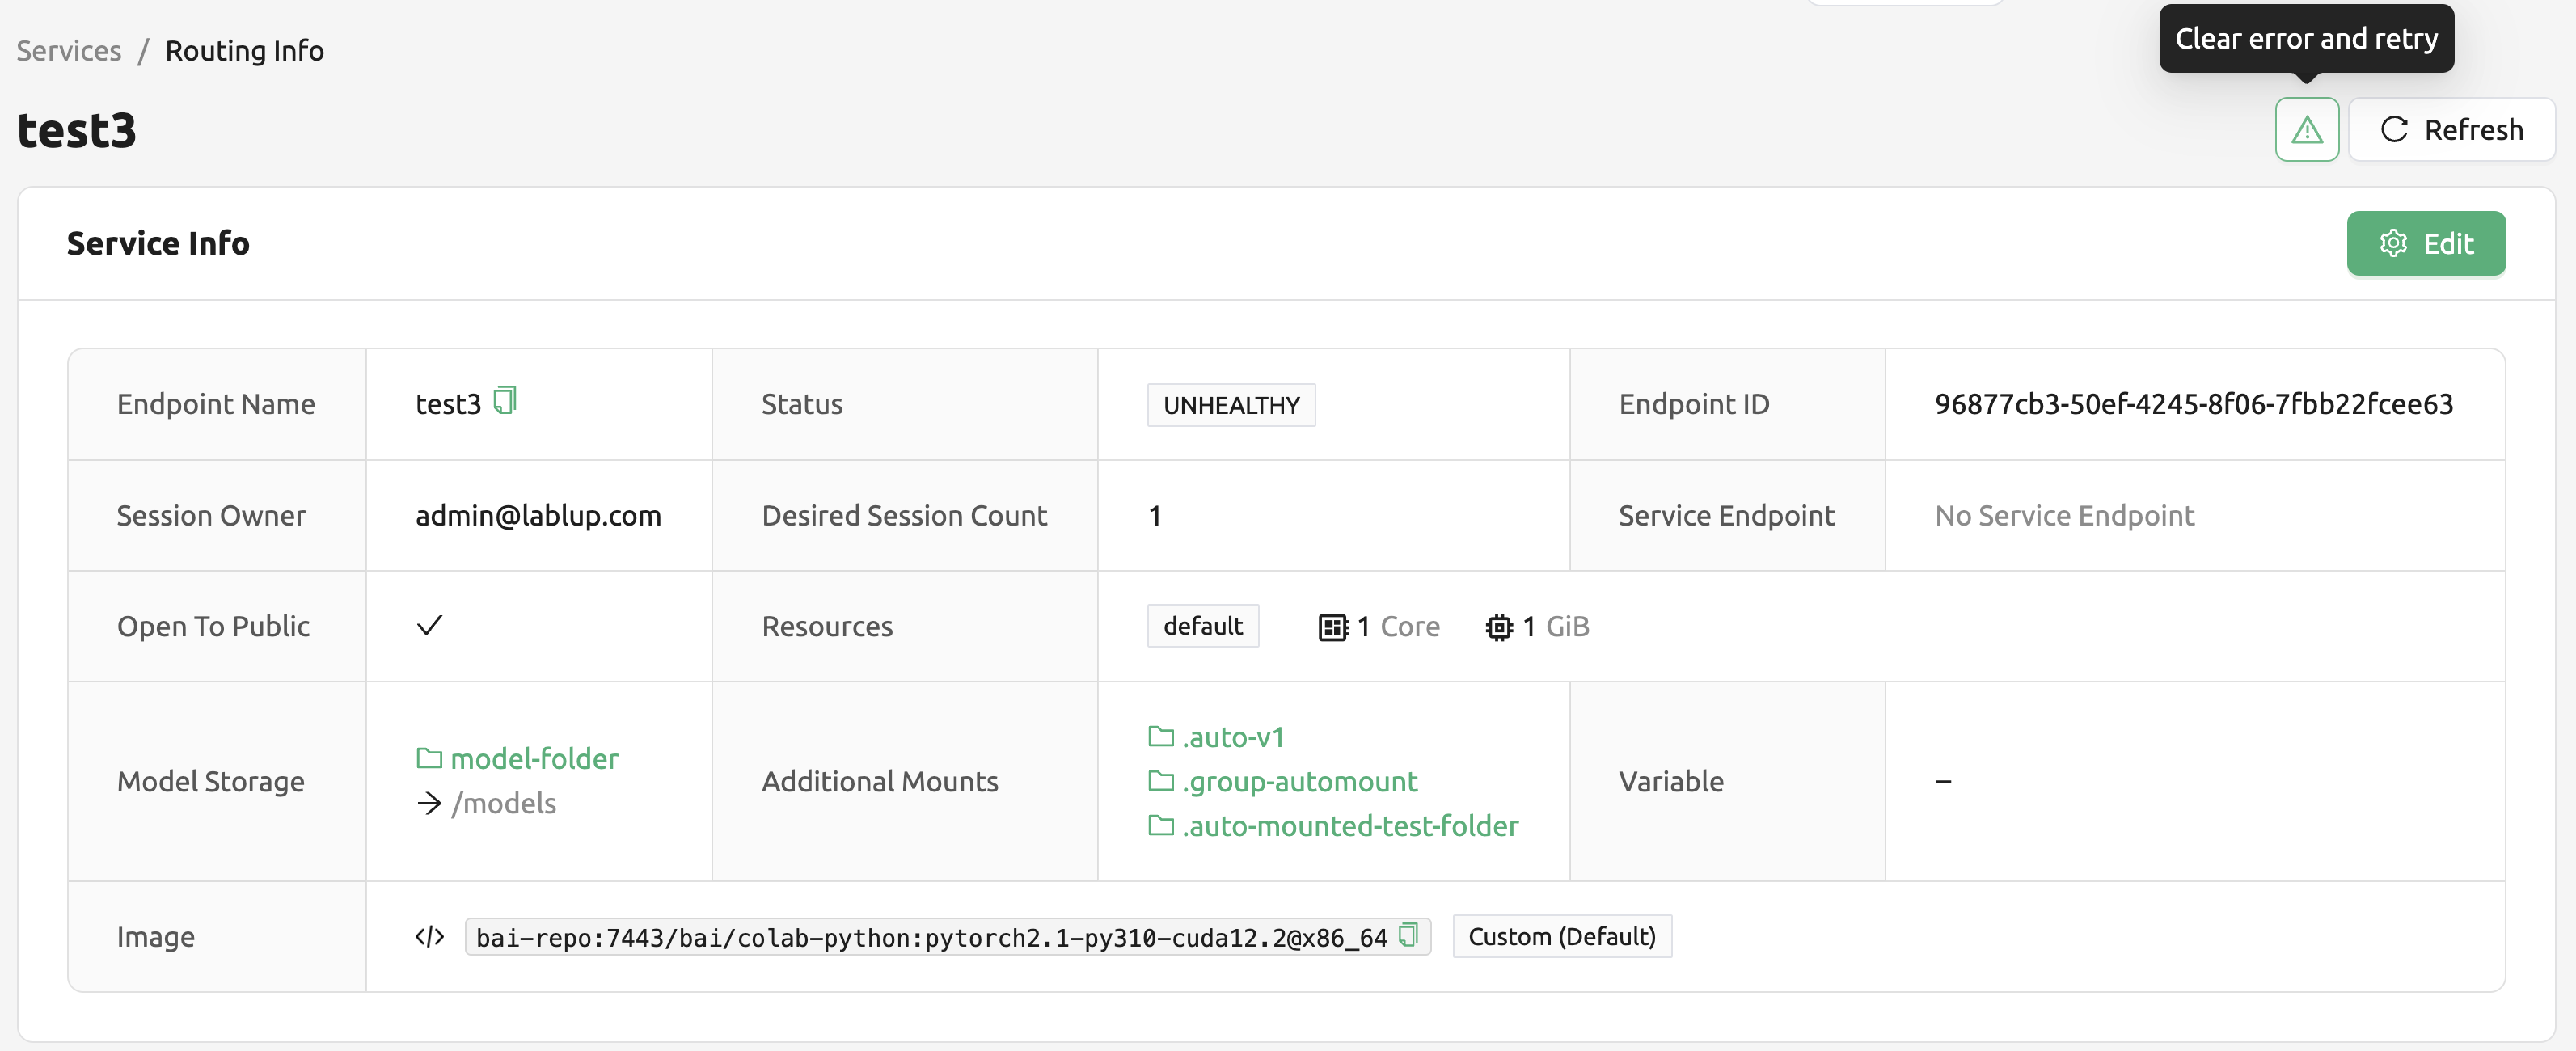 Clear error and retry
Services / Routing Info
test3
Refresh
Service Info
Edit
Endpoint Name
test3
Status
UNHEALTHY
Endpoint ID
96877cb3-50ef-4245-8f06-7fbb22fcee63
Session Owner
admin@lablup.com
Desired Session Count
1
Service Endpoint
No Service Endpoint
Open To Public
Resources
default
1 Core
1 GiB
Model Storage
model-folder
/models
Additional Mounts
.auto-v1
.group-automount
.auto-mounted-test-folder
Variable
–
Image
bai-repo:7443/bai/colab-python:pytorch2.1-py310-cuda12.2@x86_64
Custom (Default)